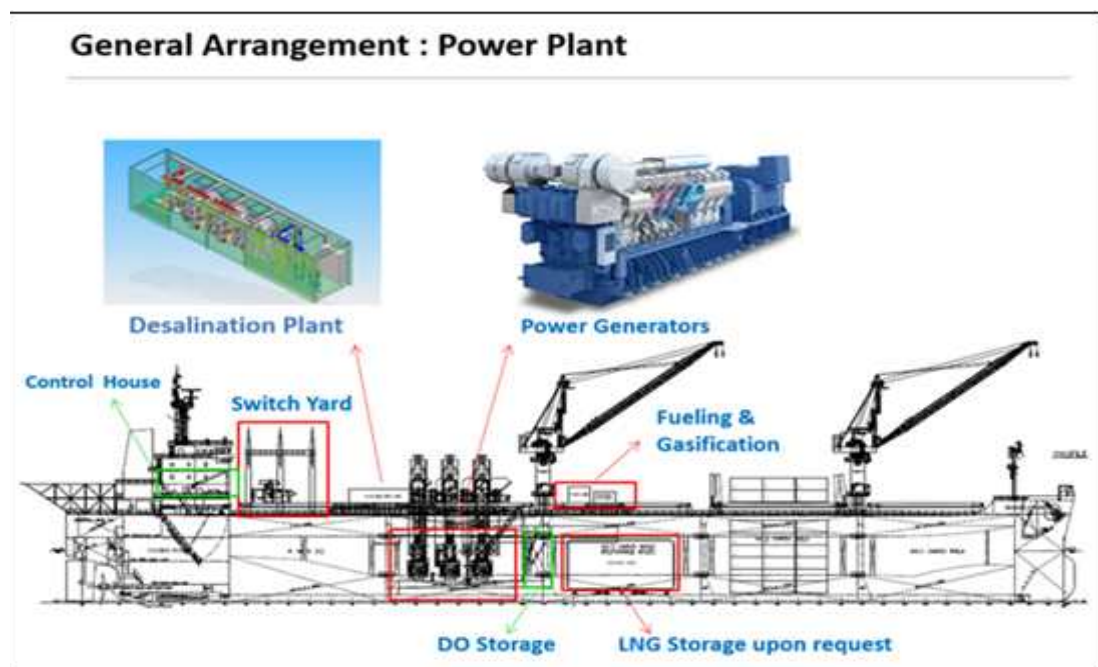 General Arrangement : Power Plant
Desalination Plant
Power Generators
Control House
Switch Yard
Fueling &
Gasification
DO Storage
LNG Storage upon request